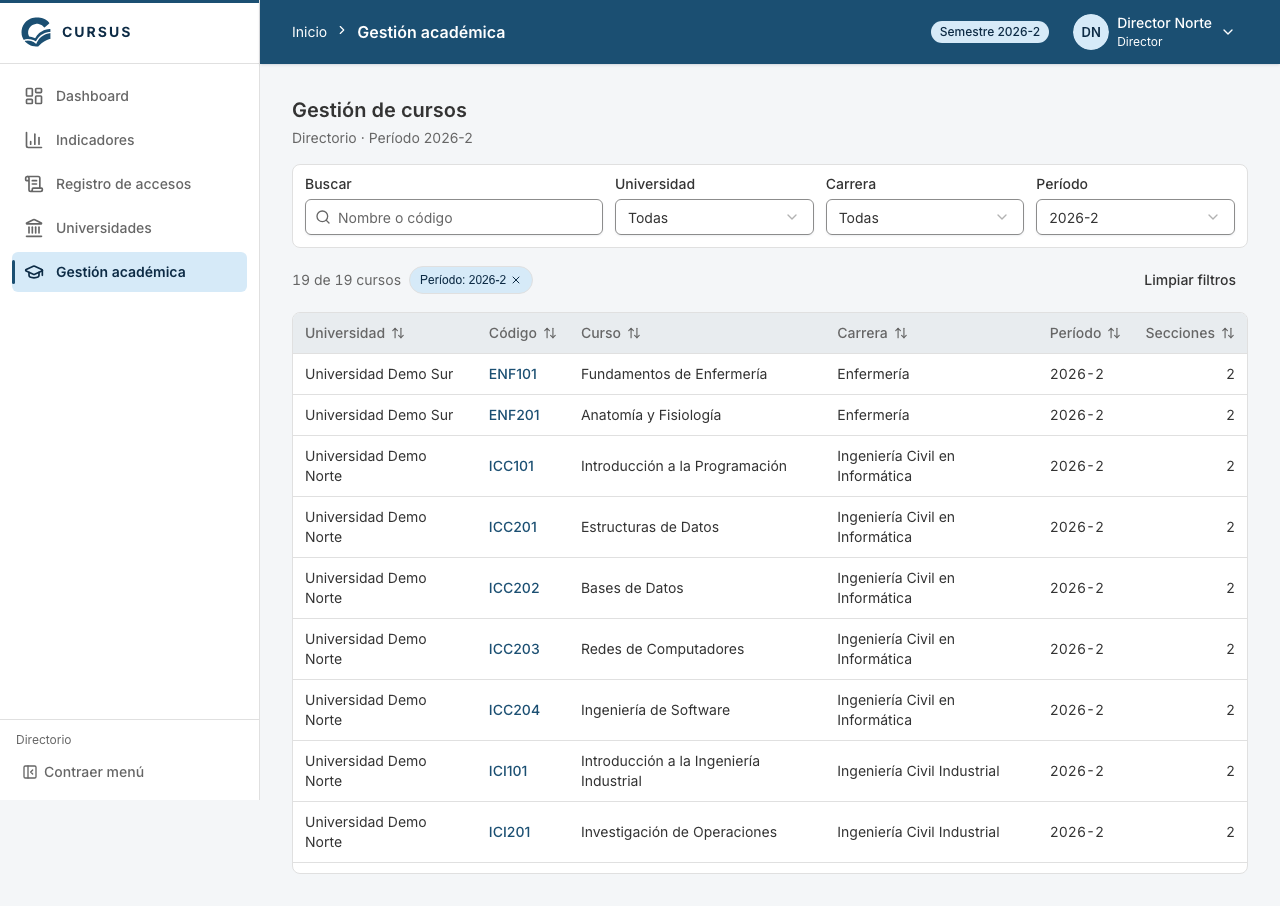 CURSUS
Inicio
Gestión académica
Semestre 2026-2
DN
Director Norte
Director
Dashboard
Indicadores
Registro de accesos
Universidades
Gestión académica
Directorio
Contraer menú
Gestión de cursos
Directorio · Período 2026-2
Buscar
Universidad
Carrera
Período
Nombre o código
Todas
Todas
2026-2
19 de 19 cursos
Período: 2026-2
Limpiar filtros
Universidad Código Curso Carrera Período Secciones
Universidad Demo Sur ENF101 Fundamentos de Enfermería Enfermería 2026-2 2
Universidad Demo Sur ENF201 Anatomía y Fisiología Enfermería 2026-2 2
Universidad Demo
Norte
ICC101
Introducción a la Programación
Ingeniería Civil en
Informática
2026-2
2
Universidad Demo
Norte
ICC201
Estructuras de Datos
Ingeniería Civil en
Informática
2026-2
2
Universidad Demo
Norte
ICC202
Bases de Datos
Ingeniería Civil en
Informática
2026-2
2
Universidad Demo
Norte
ICC203
Redes de Computadores
Ingeniería Civil en
Informática
2026-2
2
Universidad Demo
Norte
ICC204
Ingeniería de Software
Ingeniería Civil en
Informática
2026-2
2
Universidad Demo
Norte
ICI101
Introducción a la Ingeniería
Industrial
Ingeniería Civil Industrial
2026-2
2
Universidad Demo
Norte
ICI201
Investigación de Operaciones
Ingeniería Civil Industrial
2026-2
2